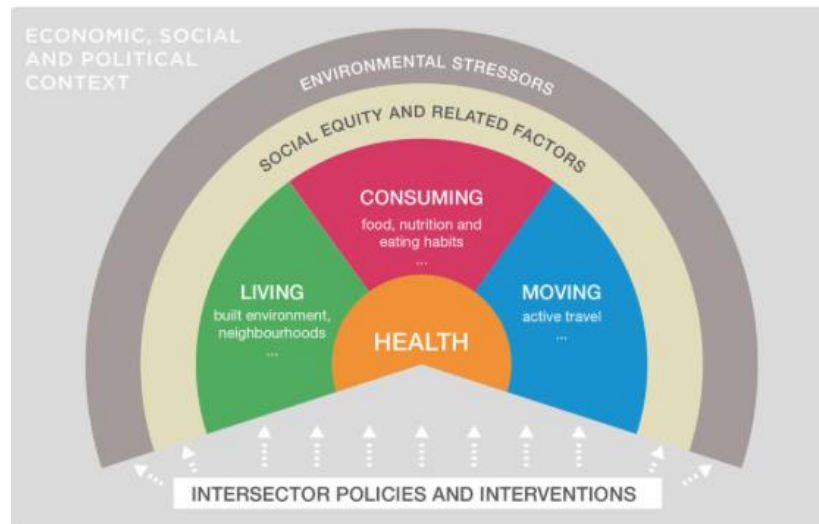 ECONOMIC, SOCIAL
AND POLITICAL
CONTEXT
ENVIRONMENTAL STRESSORS
SOCIAL EQUITY AND RELATED FACTORS
CONSUMING
food, nutrition and
eating habits
...
LIVING
built environment,
neighbourhoods
...
MOVING
active travel
...
HEALTH
INTERSECTOR POLICIES AND INTERVENTIONS